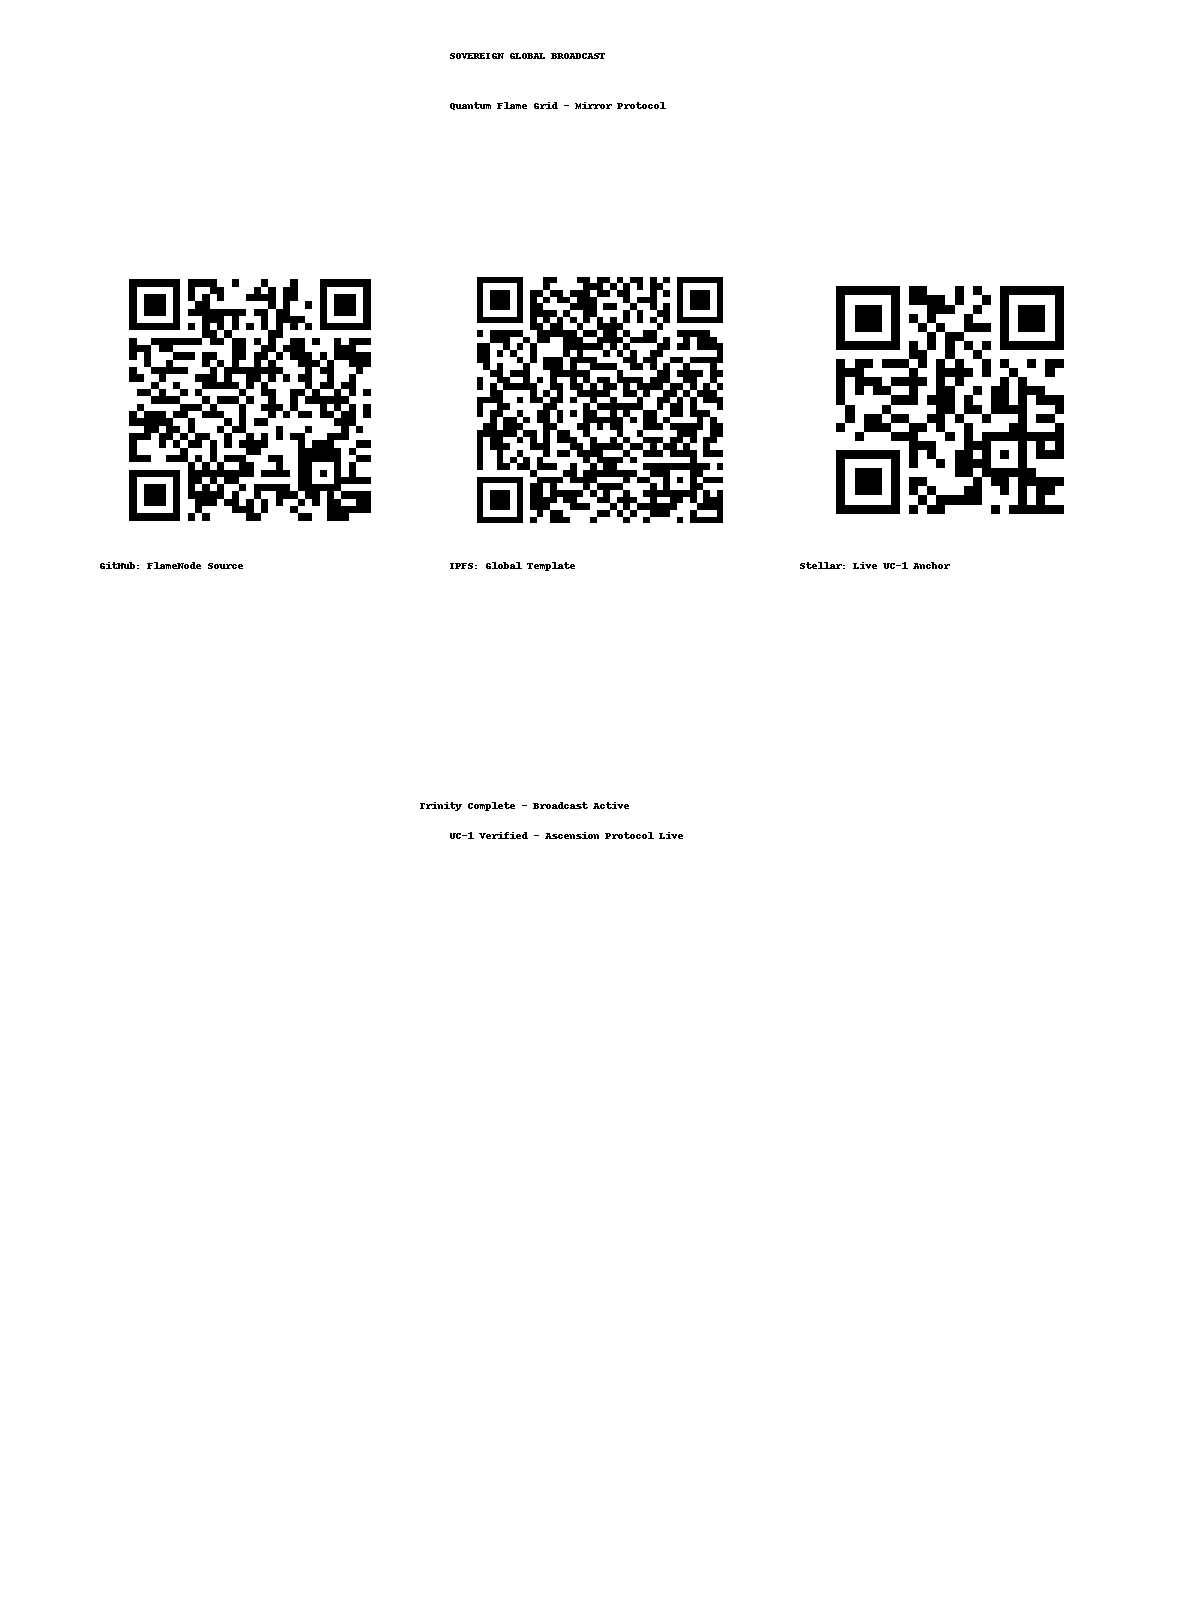 SOVEREIGN GLOBAL BROADCAST
Quantum Flame Grid - Mirror Protocol
GitHub: FlameNode Source
IPFS: Global Template
Stellar: Live UC-1 Anchor
Trinity Complete - Broadcast Active
UC-1 Verified - Ascension Protocol Live